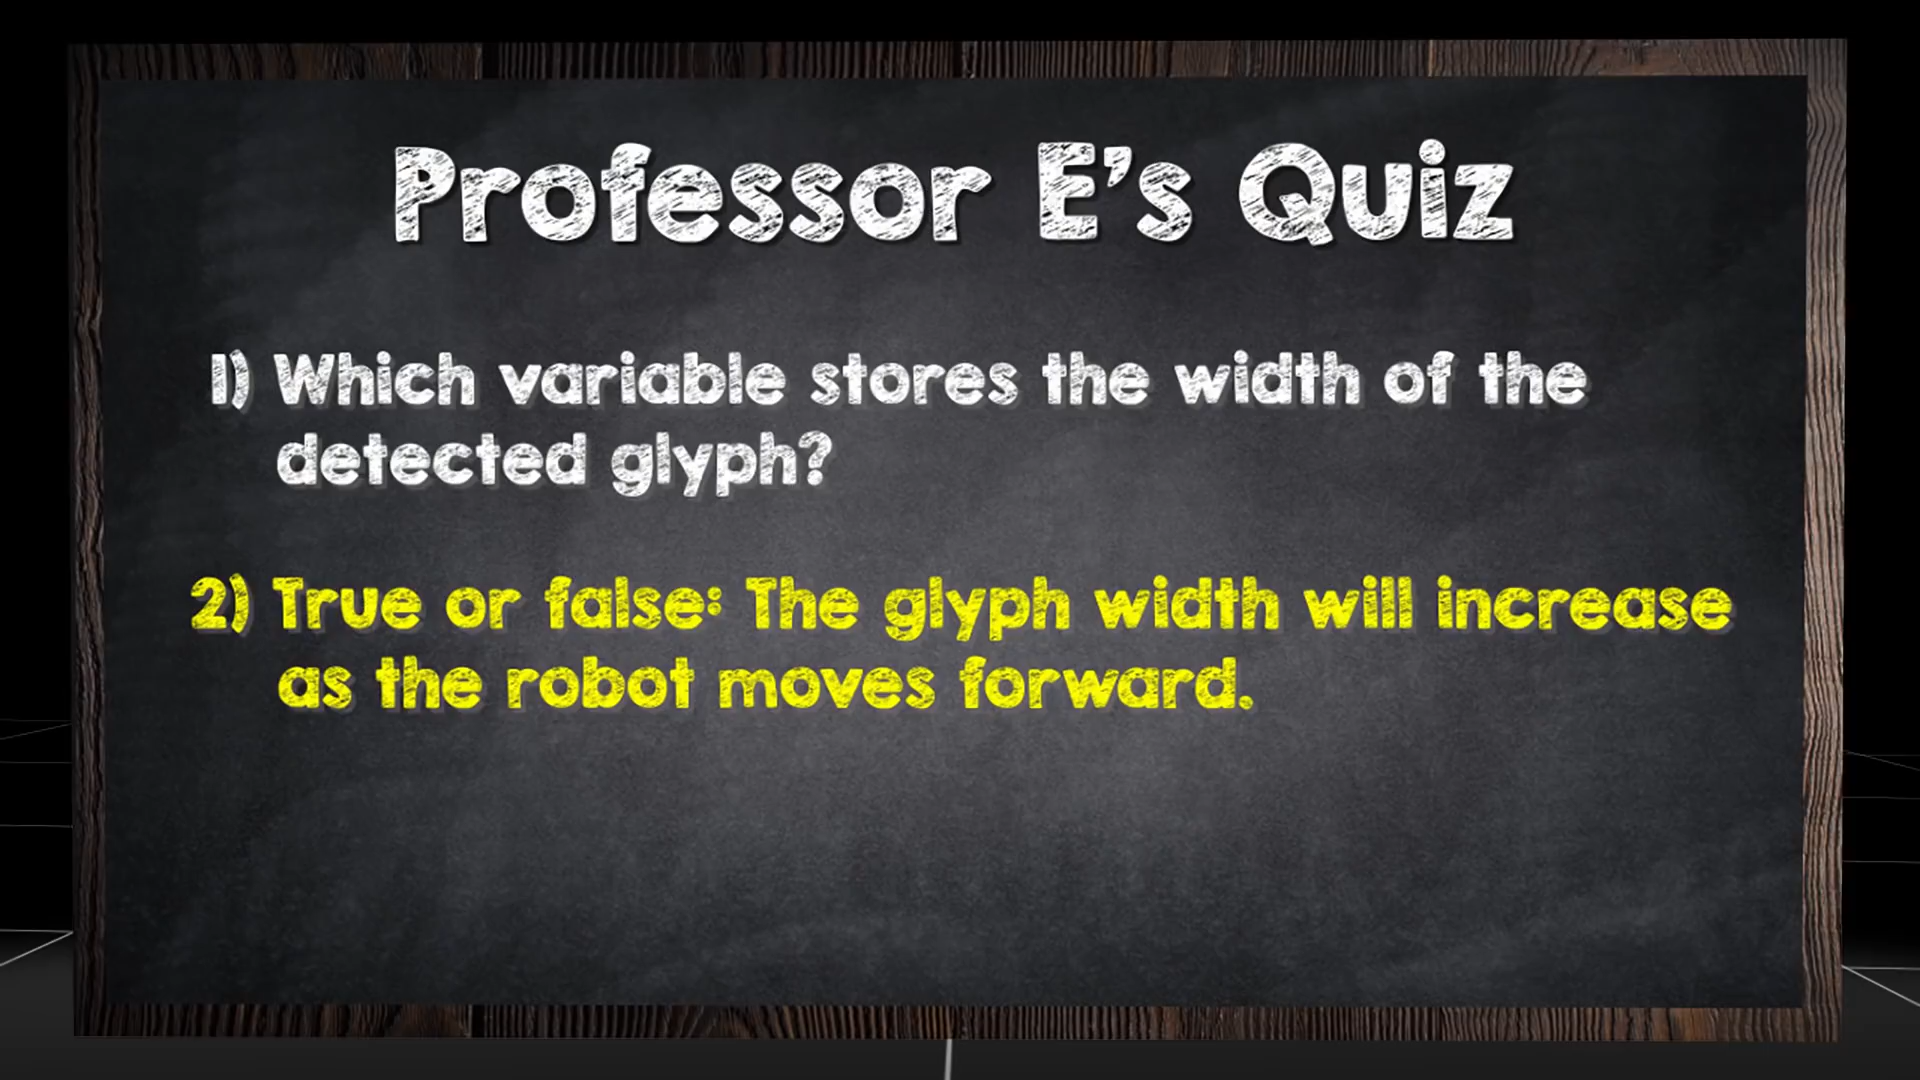 Professor E's Quiz
1) Which variable stores the width of the
detected glyph?
2) True or false: The glyph width will increase
as the robot moves forward.